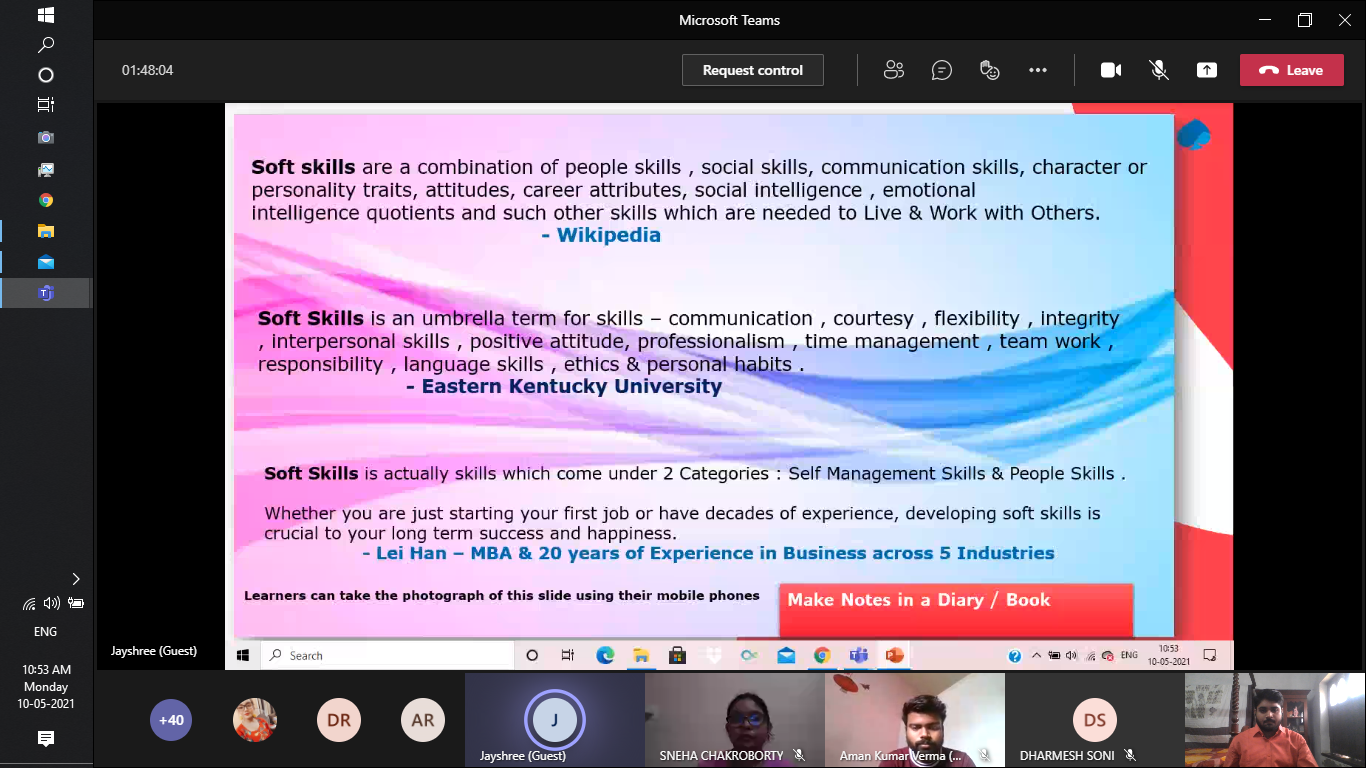 Microsoft Teams
01:48:04
Request control
Leave
Soft skills are a combination of people skills , social skills, communication skills, character or
personality traits, attitudes, career attributes, social intelligence , emotional
intelligence quotients and such other skills which are needed to Live & Work with Others.
- Wikipedia
Soft Skills is an umbrella term for skills – communication , courtesy , flexibility , integrity
, interpersonal skills , positive attitude, professionalism , time management , team work ,
responsibility , language skills , ethics & personal habits .
- Eastern Kentucky University
Soft Skills is actually skills which come under 2 Categories : Self Management Skills & People Skills .
Whether you are just starting your first job or have decades of experience, developing soft skills is
crucial to your long term success and happiness.
- Lei Han – MBA & 20 years of Experience in Business across 5 Industries
Learners can take the photograph of this slide using their mobile phones
Make Notes in a Diary / Book
Jayshree (Guest)
Search
ENG
10:53
10-05-2021
ENG
10:53 AM
Monday
10-05-2021
+40
DR
AR
J
Jayshree (Guest)
SNEHA CHAKROBORTY
Aman Kumar Verma (...
DS
DHARMESH SONI